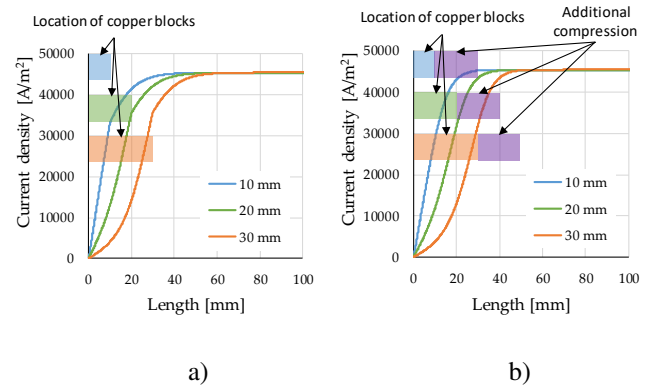 Location of copper blocks
Current density [A/m²]
50000
40000
30000
20000
10000
0
10 mm
20 mm
30 mm
0 20 40 60 80 100
Length [mm]
a)
Location of copper blocks
Additional
compression
Current density [A/m²]
50000
40000
30000
20000
10000
0
10 mm
20 mm
30 mm
0 20 40 60 80 100
Length [mm]
b)